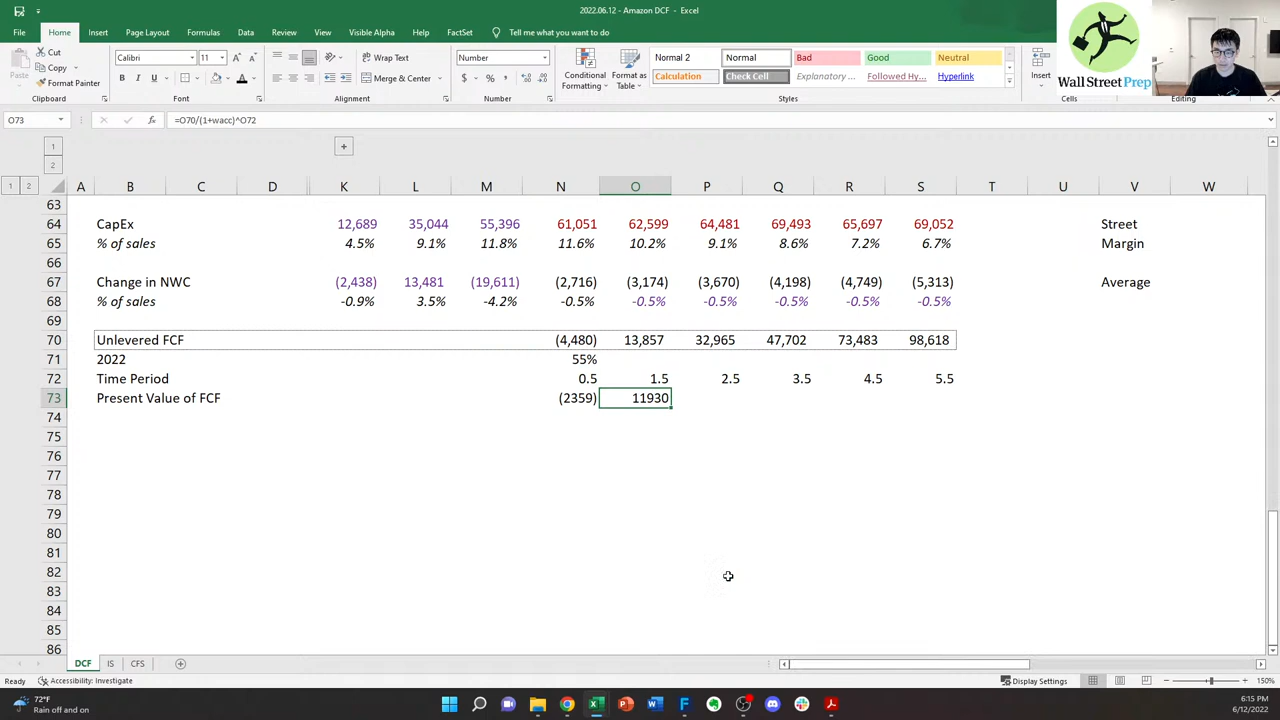 2022.06.12 - Amazon DCF - Excel
File Home Insert Page Layout Formulas Data Review View Visible Alpha Help FactSet Tell me what you want to do
Cut
Copy
Format Painter
Paste
Clipboard
Calibri 11
B I U
Font
Wrap Text
Merge & Center
Alignment
Number
$ % ,
Number
Conditional Formatting
Format as Table
Normal 2 Normal Bad Good Neutral
Calculation Check Cell Explanatory ... Followed Hy... Hyperlink
Styles
Insert
Cells
Editing
Wall Street Prep
O73 fx =O70/(1+wacc)^O72
1
2
1 2
A B C D K L M N O P Q R S T U V W
63
64 CapEx 12,689 35,044 55,396 61,051 62,599 64,481 69,493 65,697 69,052 Street
65 % of sales 4.5% 9.1% 11.8% 11.6% 10.2% 9.1% 8.6% 7.2% 6.7% Margin
66
67 Change in NWC (2,438) 13,481 (19,611) (2,716) (3,174) (3,670) (4,198) (4,749) (5,313) Average
68 % of sales -0.9% 3.5% -4.2% -0.5% -0.5% -0.5% -0.5% -0.5% -0.5%
69
70 Unlevered FCF (4,480) 13,857 32,965 47,702 73,483 98,618
71 2022 55%
72 Time Period 0.5 1.5 2.5 3.5 4.5 5.5
73 Present Value of FCF (2359) 11930
74
75
76
77
78
79
80
81
82
83
84
85
86
DCF IS CFS
Ready Accessibility: Investigate Display Settings 150%
72°F
Rain off and on
6:15 PM
6/12/2022